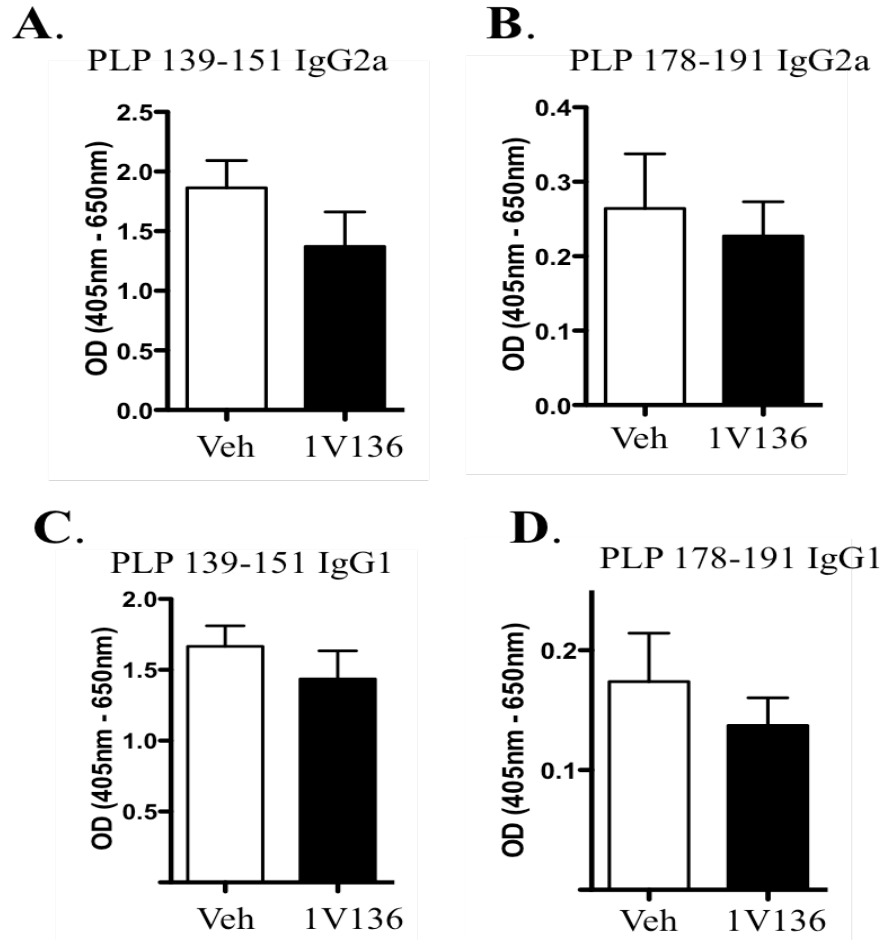 A.
PLP 139-151 IgG2a
OD (405nm - 650nm)
2.5
2.0
1.5
1.0
0.5
0.0
Veh 1V136
B.
PLP 178-191 IgG2a
OD (405nm - 650nm)
0.4
0.3
0.2
0.1
0.0
Veh 1V136
C.
PLP 139-151 IgG1
OD (405nm - 650nm)
2.0
1.5
1.0
0.5
Veh 1V136
D.
PLP 178-191 IgG1
OD (405nm - 650nm)
0.2
0.1
Veh 1V136